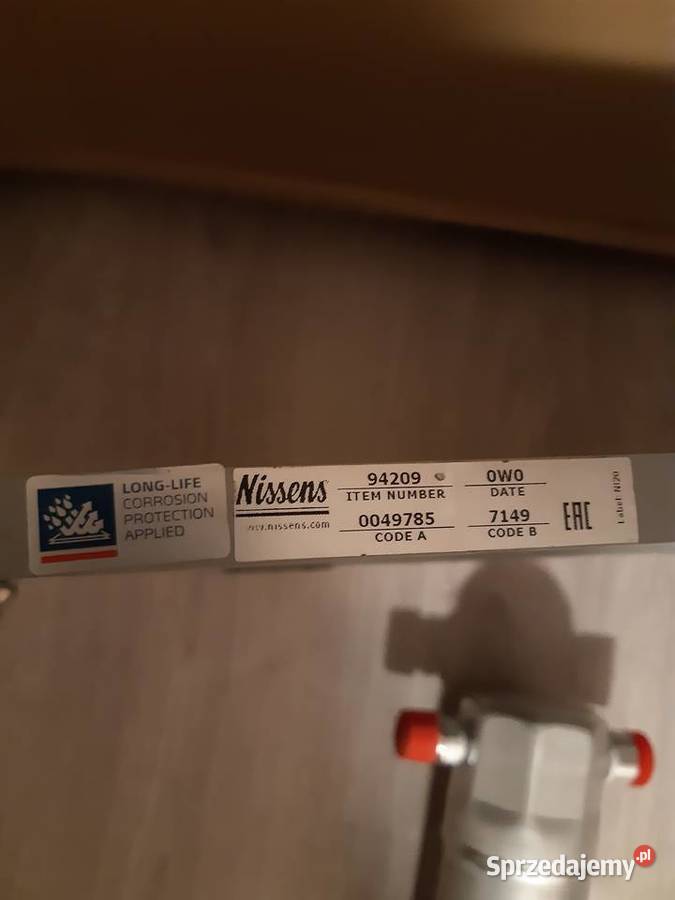 LONG-LIFE
CORROSION
PROTECTION
APPLIED
Nissens
www.nissens.com
94209
ITEM NUMBER
0049785
CODE A
0W0
DATE
7149
CODE B
EAC
Label NI20
Sprzedajemy.pl